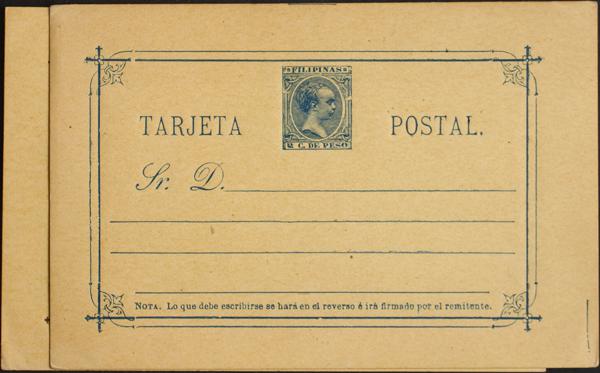 FILIPINAS
2 C. DE PESO
TARJETA POSTAL.
Sr. D.
NOTA. Lo que debe escribirse se hará en el reverso é irá firmado por el remitente.